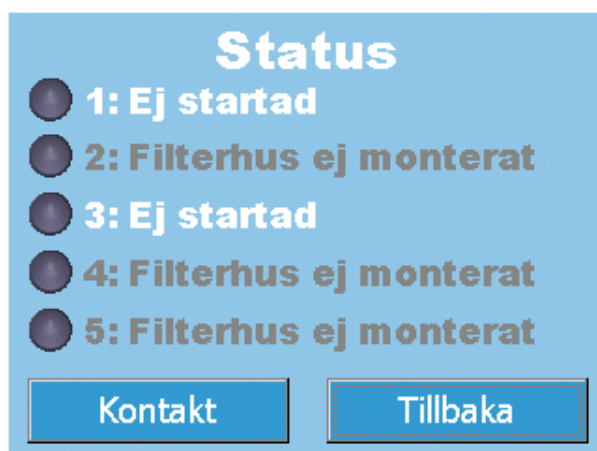 Status
1: Ej startad
2: Filterhus ej monterat
3: Ej startad
4: Filterhus ej monterat
5: Filterhus ej monterat
Kontakt
Tillbaka